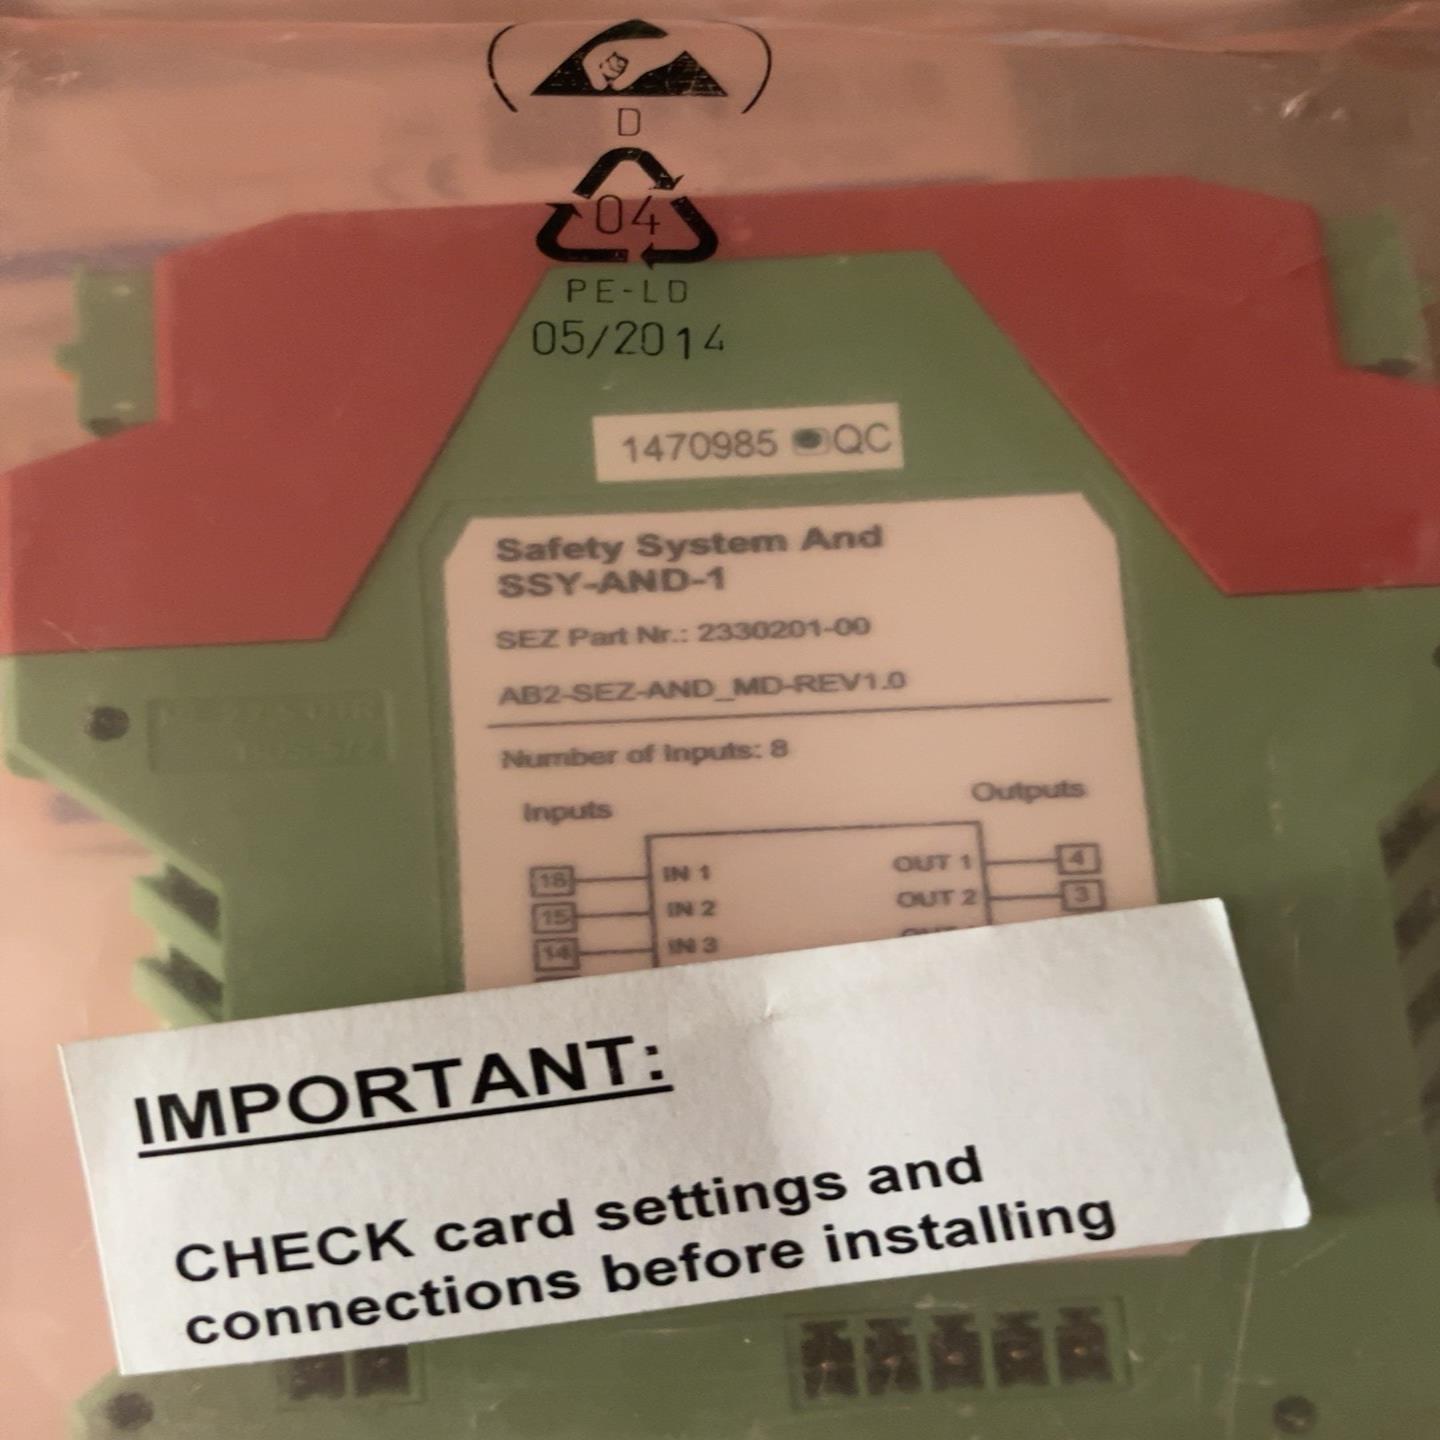 D
04
PE-LD
05/2014
1470985 QC
Safety System And
SSY-AND-1
SEZ Part Nr.: 2330201-00
AB2-SEZ-AND_MD-REV1.0
Number of Inputs: 8
Inputs
Outputs
16 IN 1 OUT 1 4
15 IN 2 OUT 2 3
14 IN 3
IMPORTANT:
CHECK card settings and
connections before installing